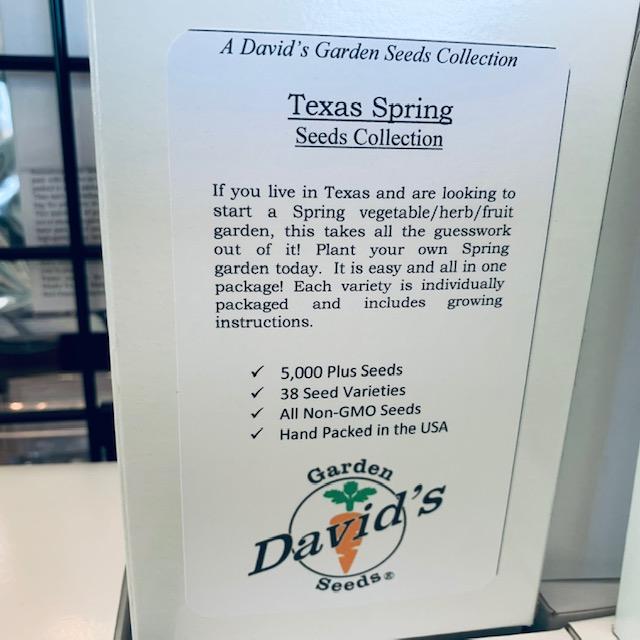 A David's Garden Seeds Collection
Texas Spring
Seeds Collection
If you live in Texas and are looking to
start a Spring vegetable/herb/fruit
garden, this takes all the guesswork
out of it! Plant your own Spring
garden today. It is easy and all in one
package! Each variety is individually
packaged and includes growing
instructions.
✓ 5,000 Plus Seeds
✓ 38 Seed Varieties
✓ All Non-GMO Seeds
✓ Hand Packed in the USA
Garden
David's
Seeds®